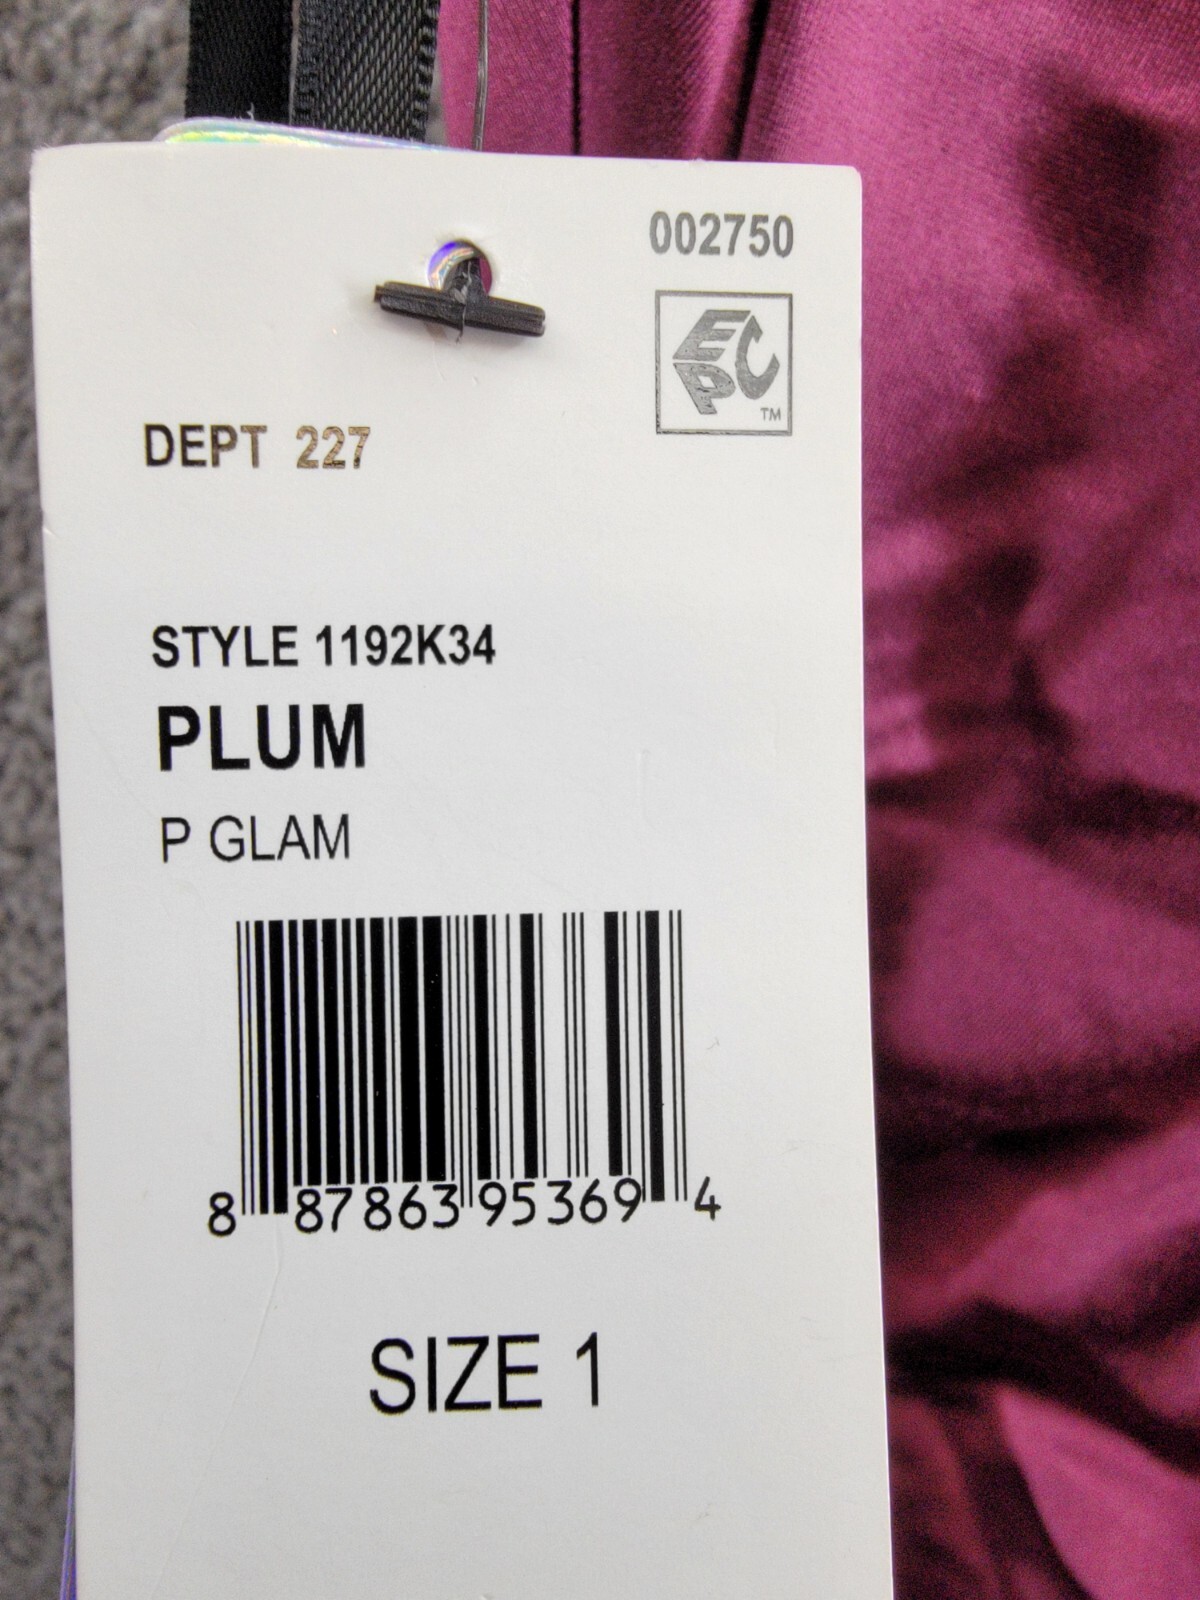 002750
EPC
TM
DEPT 227
STYLE 1192K34
PLUM
P GLAM
8 87863 95369 4
SIZE 1